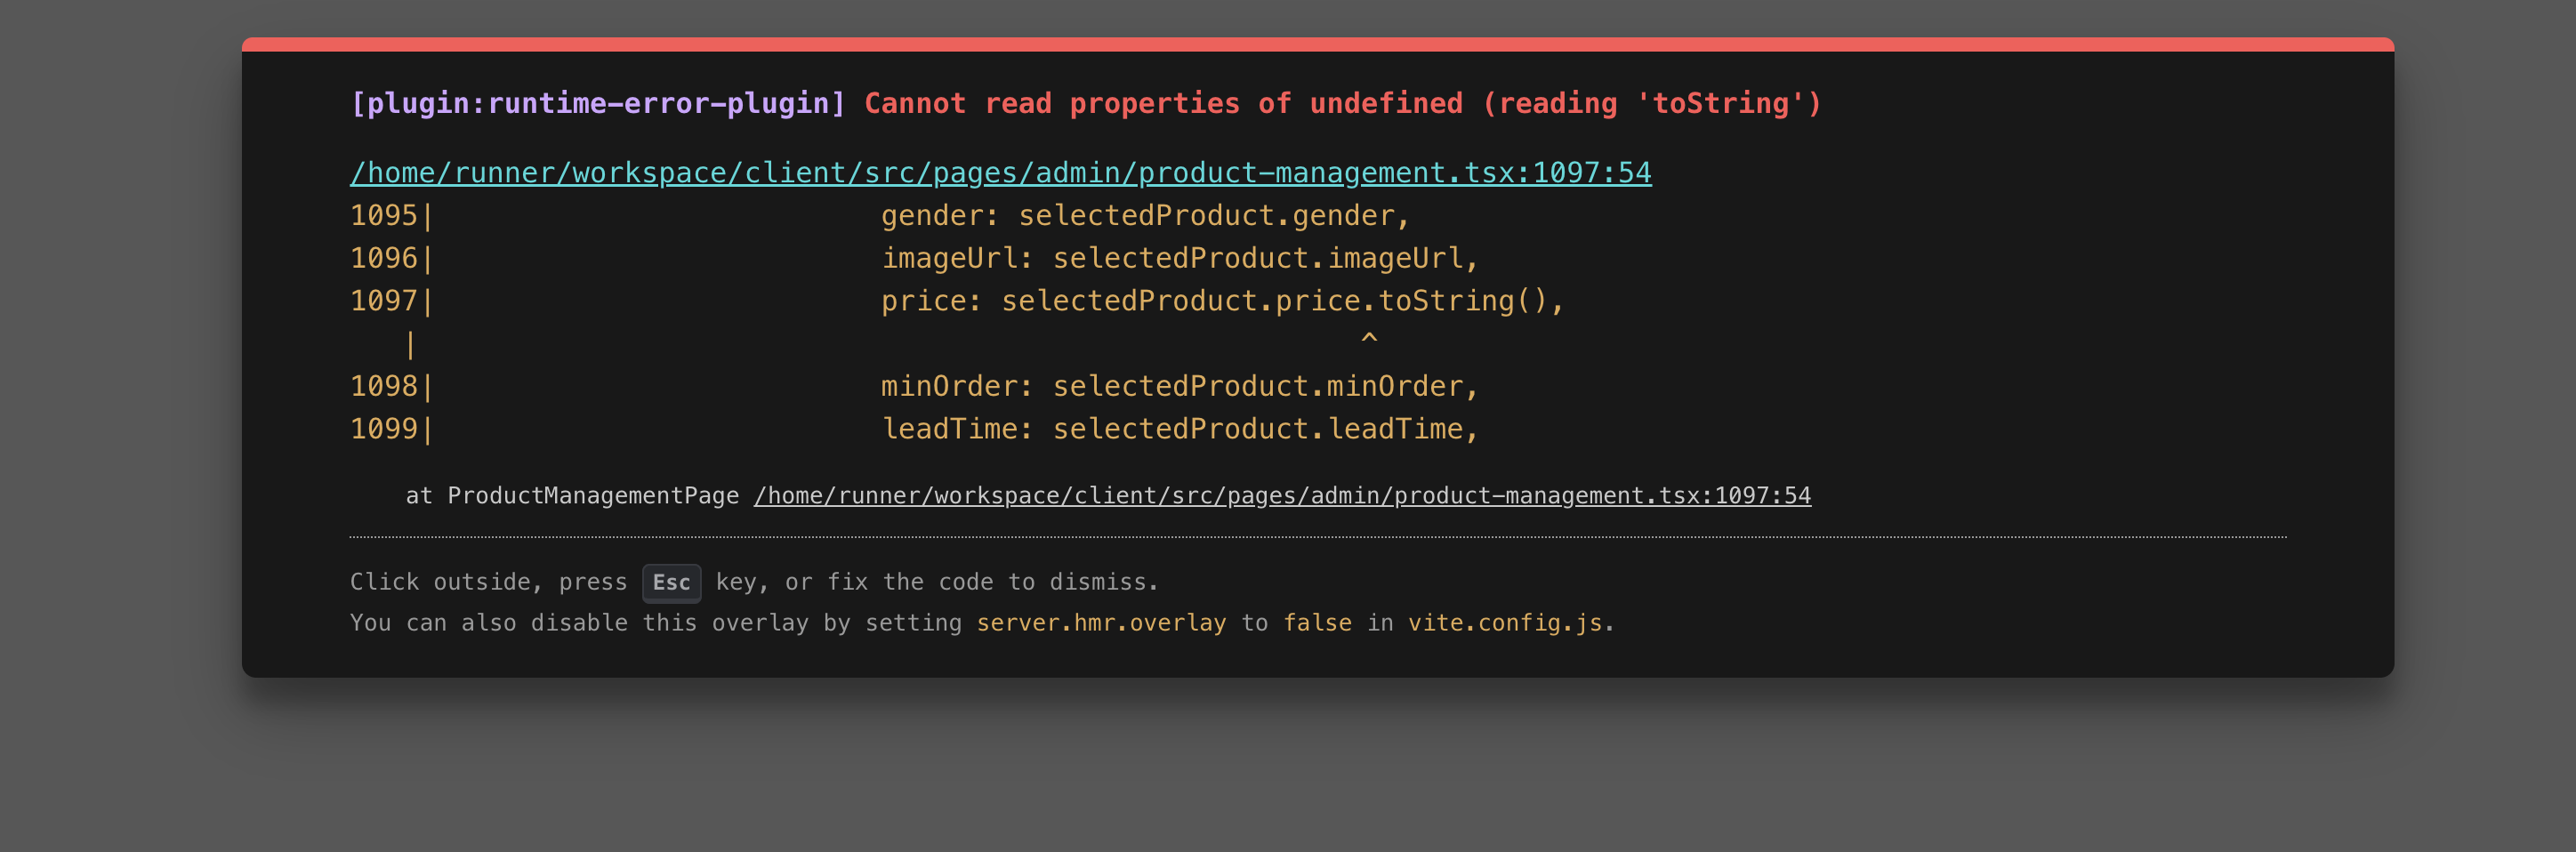 [plugin:runtime-error-plugin] Cannot read properties of undefined (reading 'toString')
/home/runner/workspace/client/src/pages/admin/product-management.tsx:1097:54
1095|                          gender: selectedProduct.gender,
1096|                          imageUrl: selectedProduct.imageUrl,
1097|                          price: selectedProduct.price.toString(),
   |                                                       ^
1098|                          minOrder: selectedProduct.minOrder,
1099|                          leadTime: selectedProduct.leadTime,
at ProductManagementPage /home/runner/workspace/client/src/pages/admin/product-management.tsx:1097:54
Click outside, press Esc key, or fix the code to dismiss.
You can also disable this overlay by setting server.hmr.overlay to false in vite.config.js.